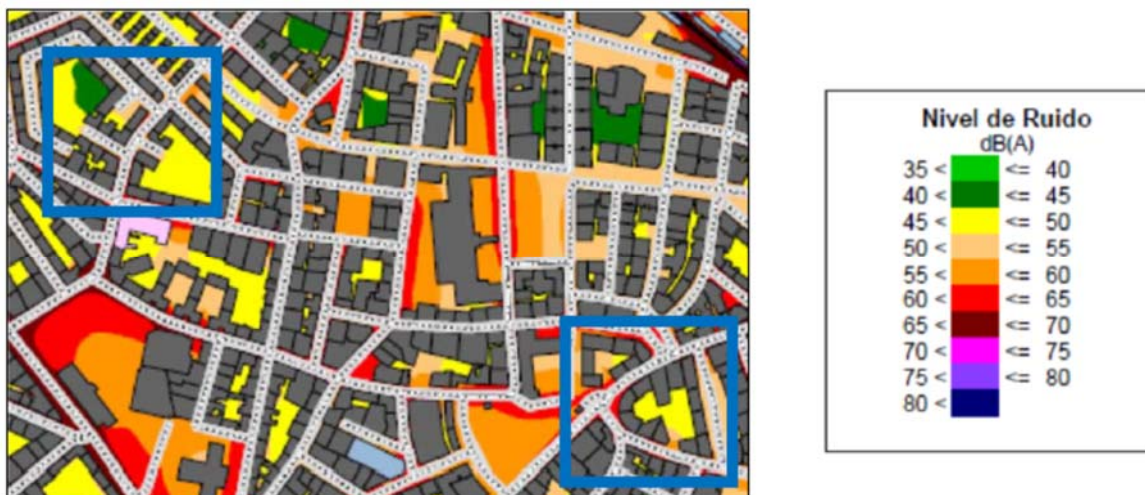 Nivel de Ruido
dB(A)
35 < <= 40
40 < <= 45
45 < <= 50
50 < <= 55
55 < <= 60
60 < <= 65
65 < <= 70
70 < <= 75
75 < <= 80
80 <